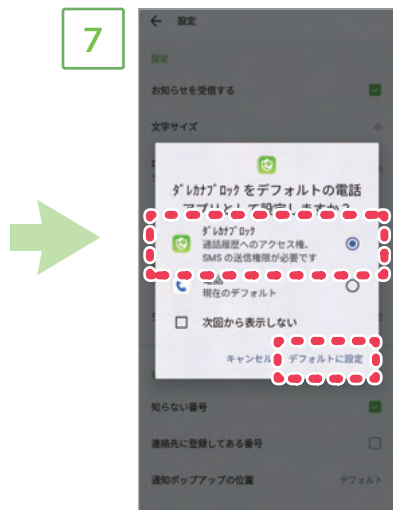 7
設定
設定
お知らせを受信する
文字サイズ
小
ﾀﾞﾚｶﾅﾌﾞﾛｯｸ をデフォルトの電話
アプリとして設定しますか？
ﾀﾞﾚｶﾅﾌﾞﾛｯｸ
通話履歴へのアクセス権、
SMS の送信権限が必要です
電話
現在のデフォルト
次回から表示しない
キャンセル デフォルトに設定
知らない番号
連絡先に登録してある番号
通知ポップアップの位置
デフォルト